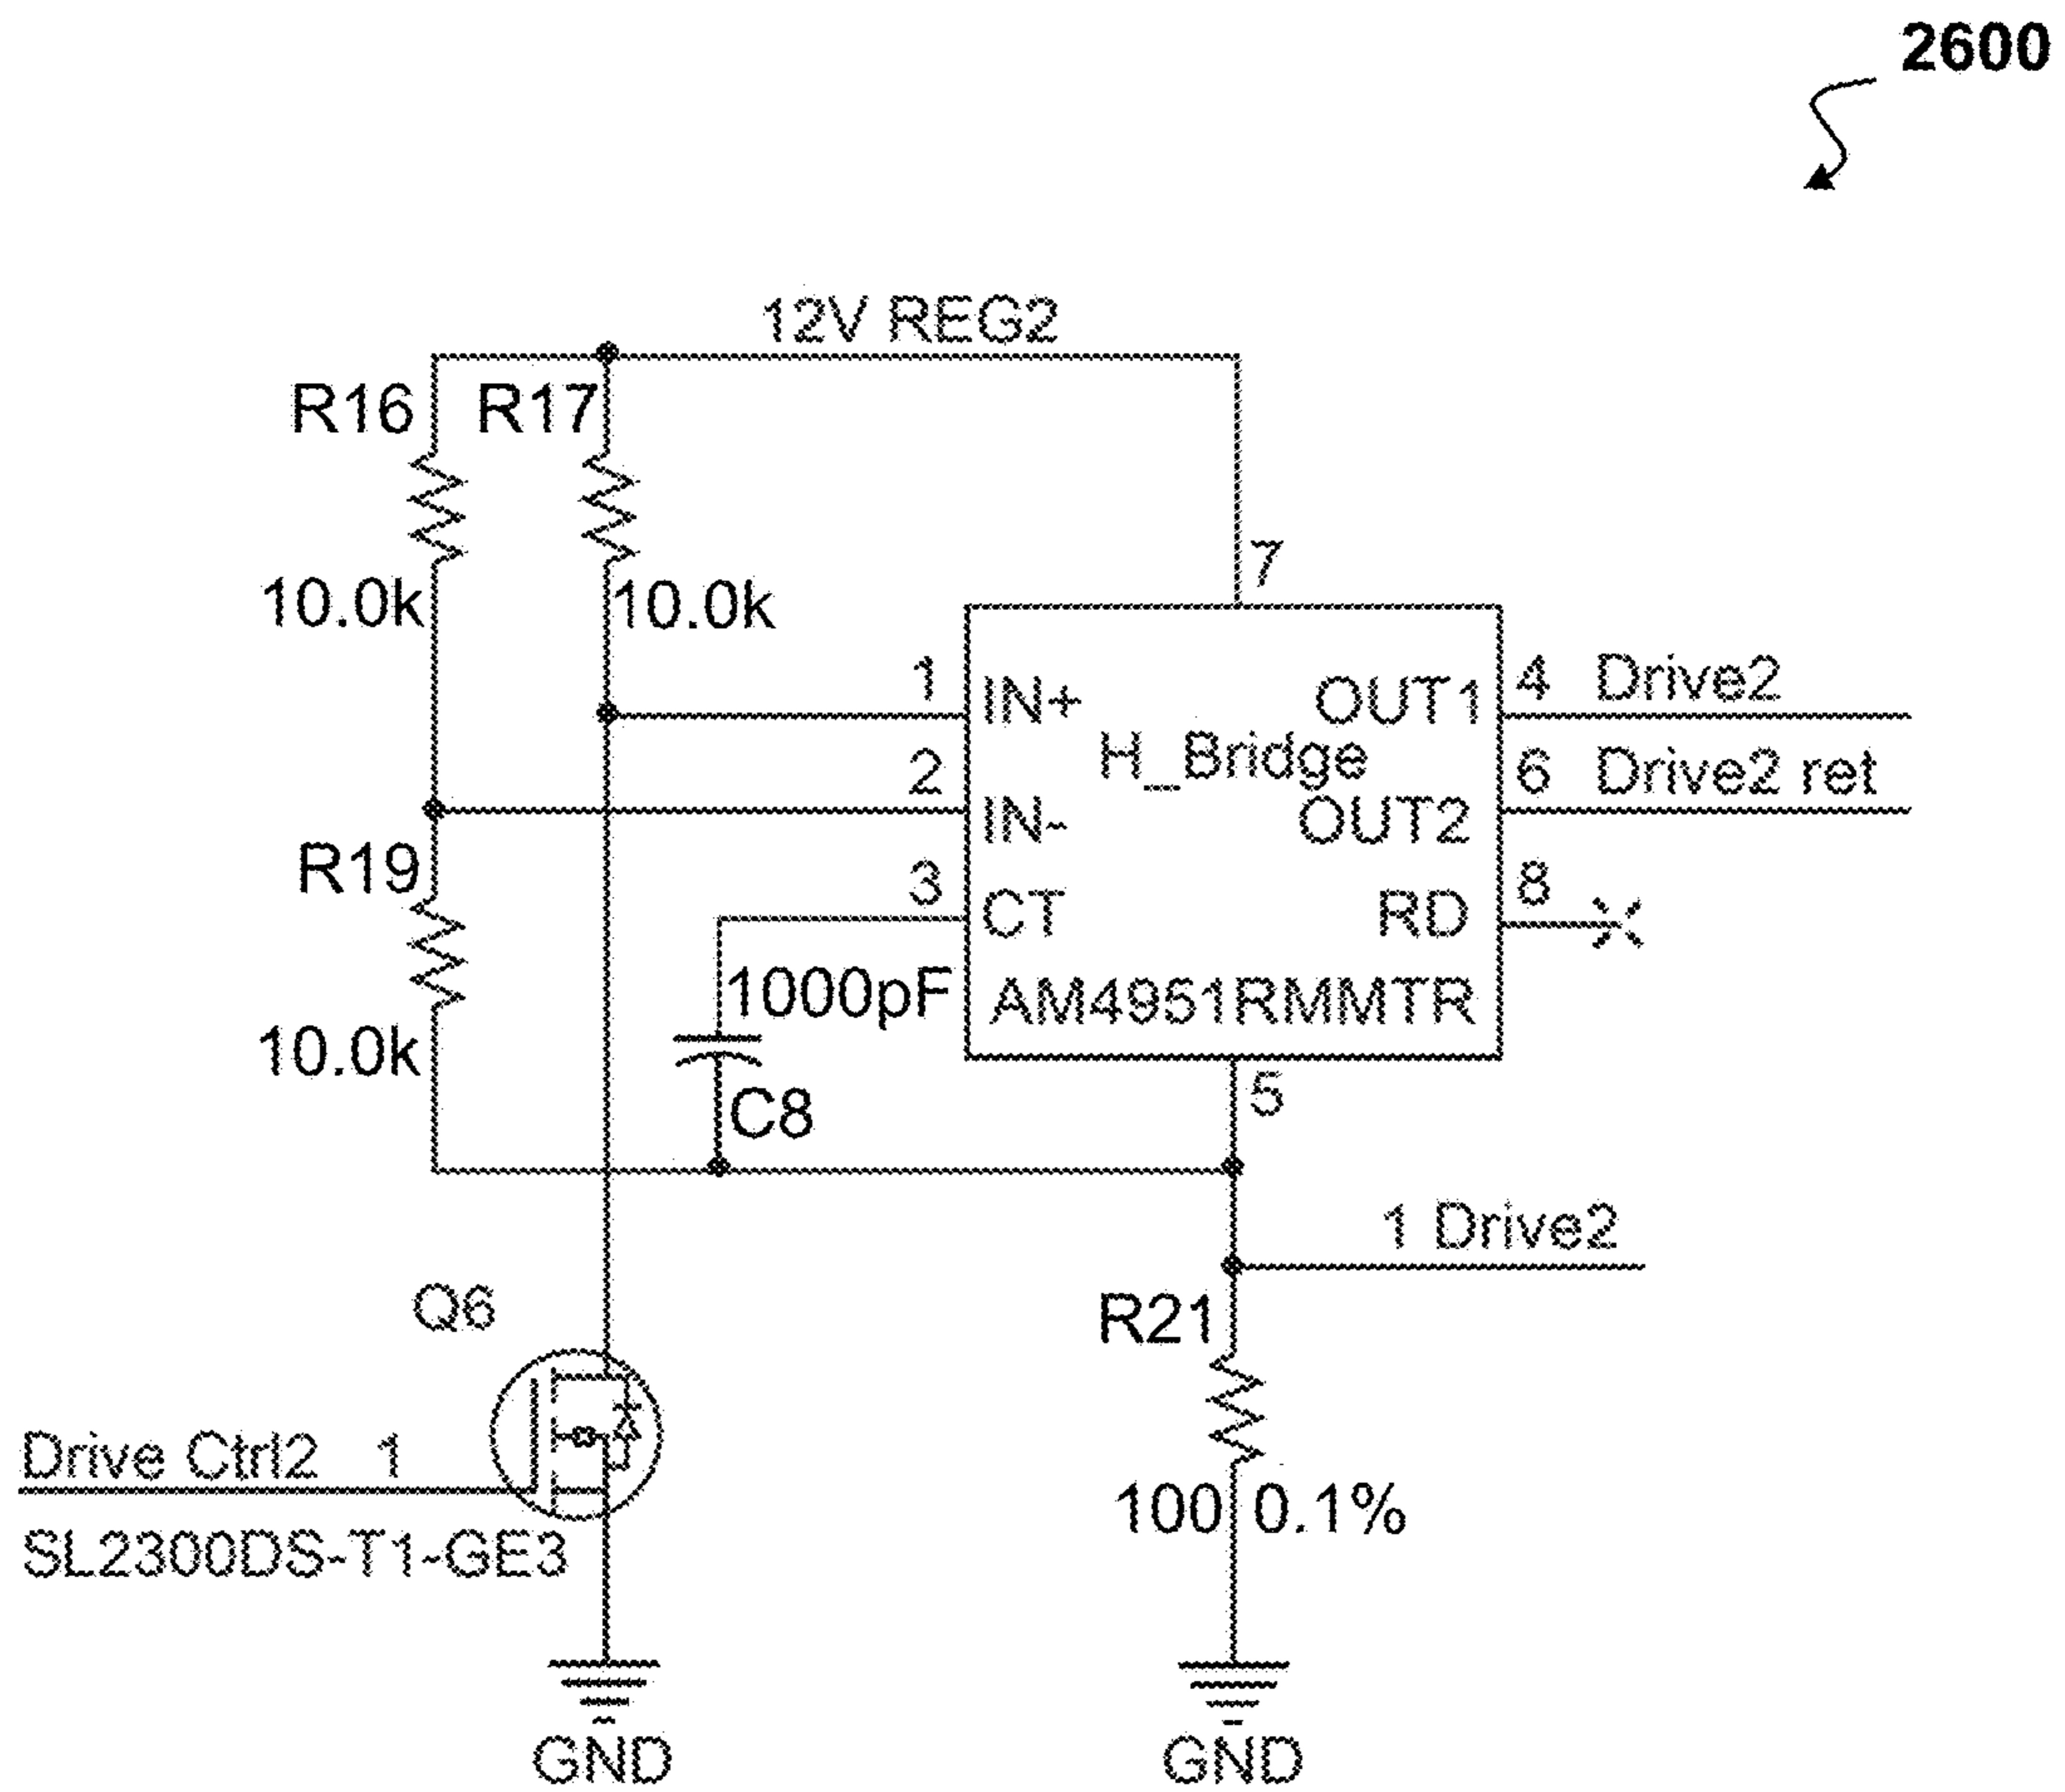 2600
12V REG2
R16 R17
10.0k 10.0k
7
1 IN+ OUT1 4 Drive2
H_Bridge
2 IN- OUT2 6 Drive2 ret
3 CT RD 8
R19
10.0k
1000pF
C8
AM4951RMMTR
5
1 Drive2
Q6
R21
100 0.1%
Drive Ctrl2 1
SL2300DS-T1-GE3
GND GND